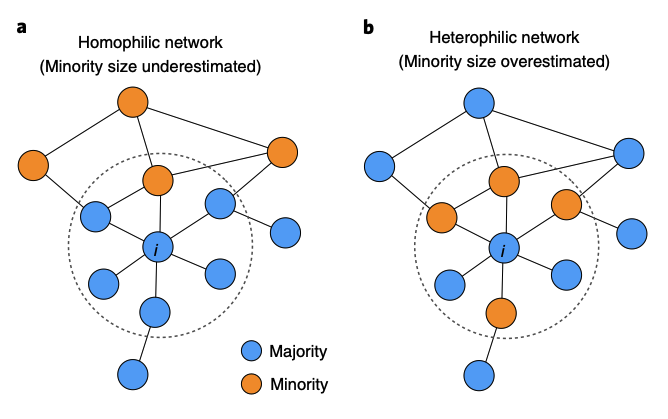 a
Homophilic network
(Minority size underestimated)
i
Majority
Minority
b
Heterophilic network
(Minority size overestimated)
i